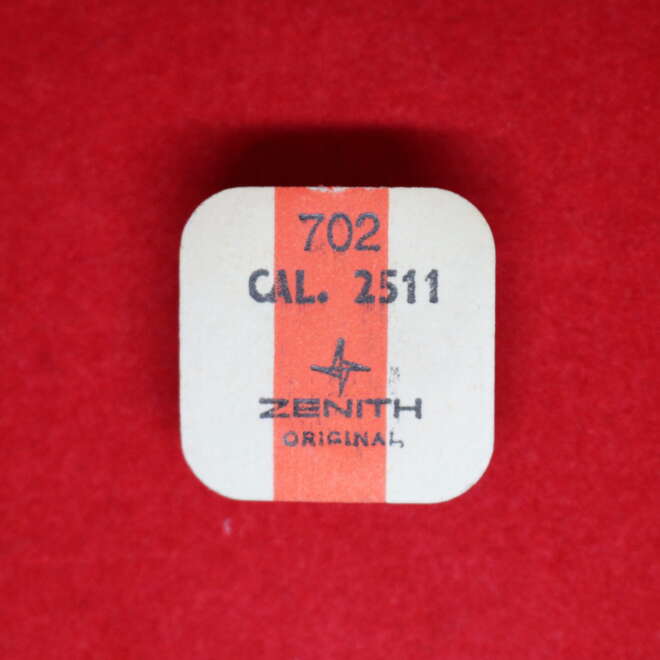 702
CAL. 2511
ZENITH
ORIGINAL